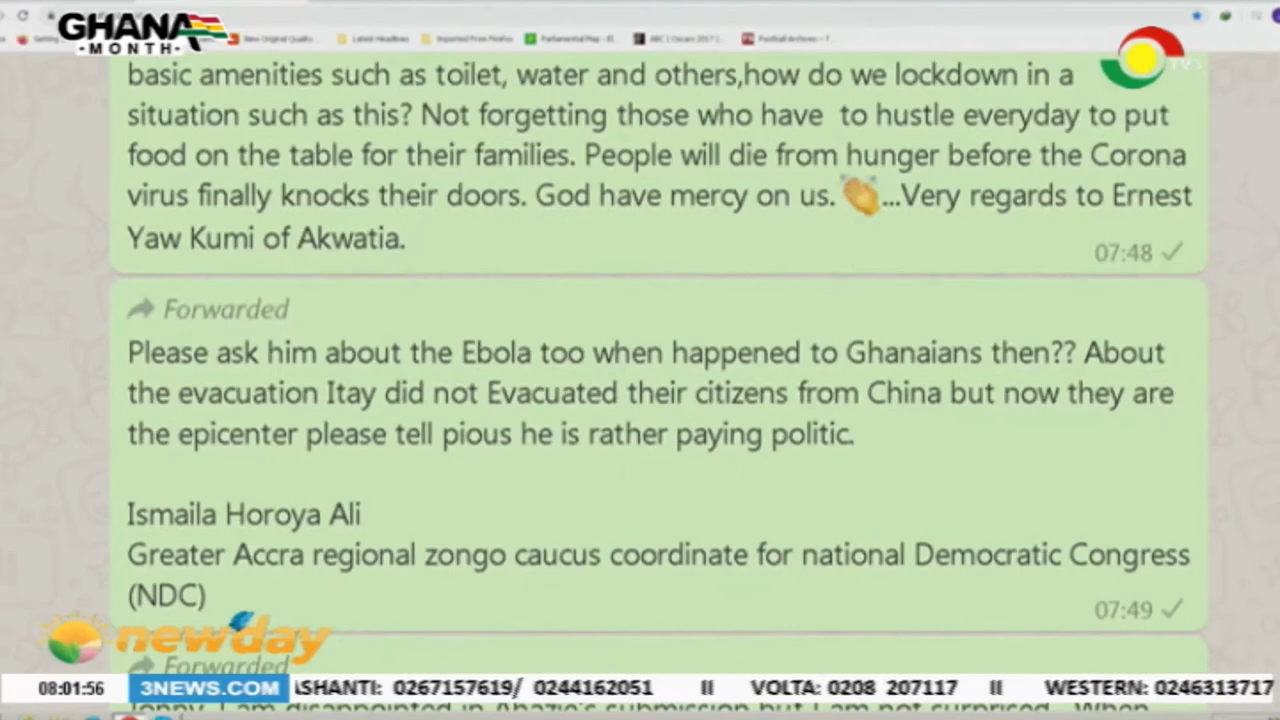 GHANA
-MONTH-
basic amenities such as toilet, water and others,how do we lockdown in a
situation such as this? Not forgetting those who have to hustle everyday to put
food on the table for their families. People will die from hunger before the Corona
virus finally knocks their doors. God have mercy on us. ...Very regards to Ernest
Yaw Kumi of Akwatia.
07:48
Forwarded
Please ask him about the Ebola too when happened to Ghanaians then?? About
the evacuation Itay did not Evacuated their citizens from China but now they are
the epicenter please tell pious he is rather paying politic.
Ismaila Horoya Ali
Greater Accra regional zongo caucus coordinate for national Democratic Congress
(NDC)
07:49
newday
Forwarded
08:01:56
3NEWS.COM
ASHANTI: 0267157619/ 0244162051 II VOLTA: 0208 207117 II WESTERN: 0246313717